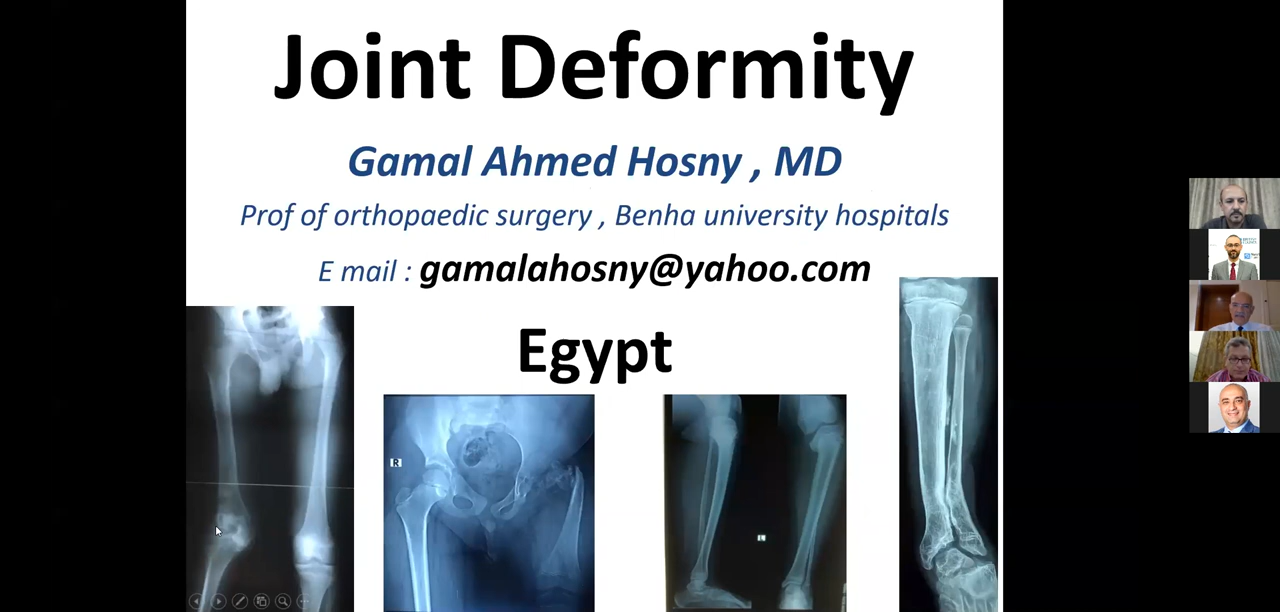 Joint Deformity
Gamal Ahmed Hosny , MD
Prof of orthopaedic surgery , Benha university hospitals
E mail : gamalahosny@yahoo.com
Egypt
R